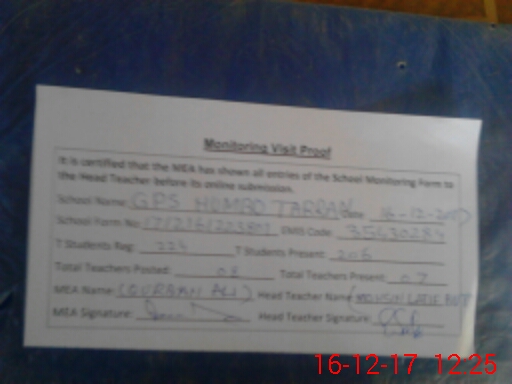 Monitoring Visit Proof
It is certified that the MEA has shown all entries of the School Monitoring Form to
the Head Teacher before its online submission.
School Name: GPS HUMBO TARRAN Date 16-12-2017
School Form No: EMIS Code
T Students Reg: 224 T Students Present: 206
Total Teachers Posted: 08 Total Teachers Present: 07
MEA Name: (QURBAN ALI) Head Teacher Name
MEA Signature: Head Teacher Signature:
16-12-17 12:25